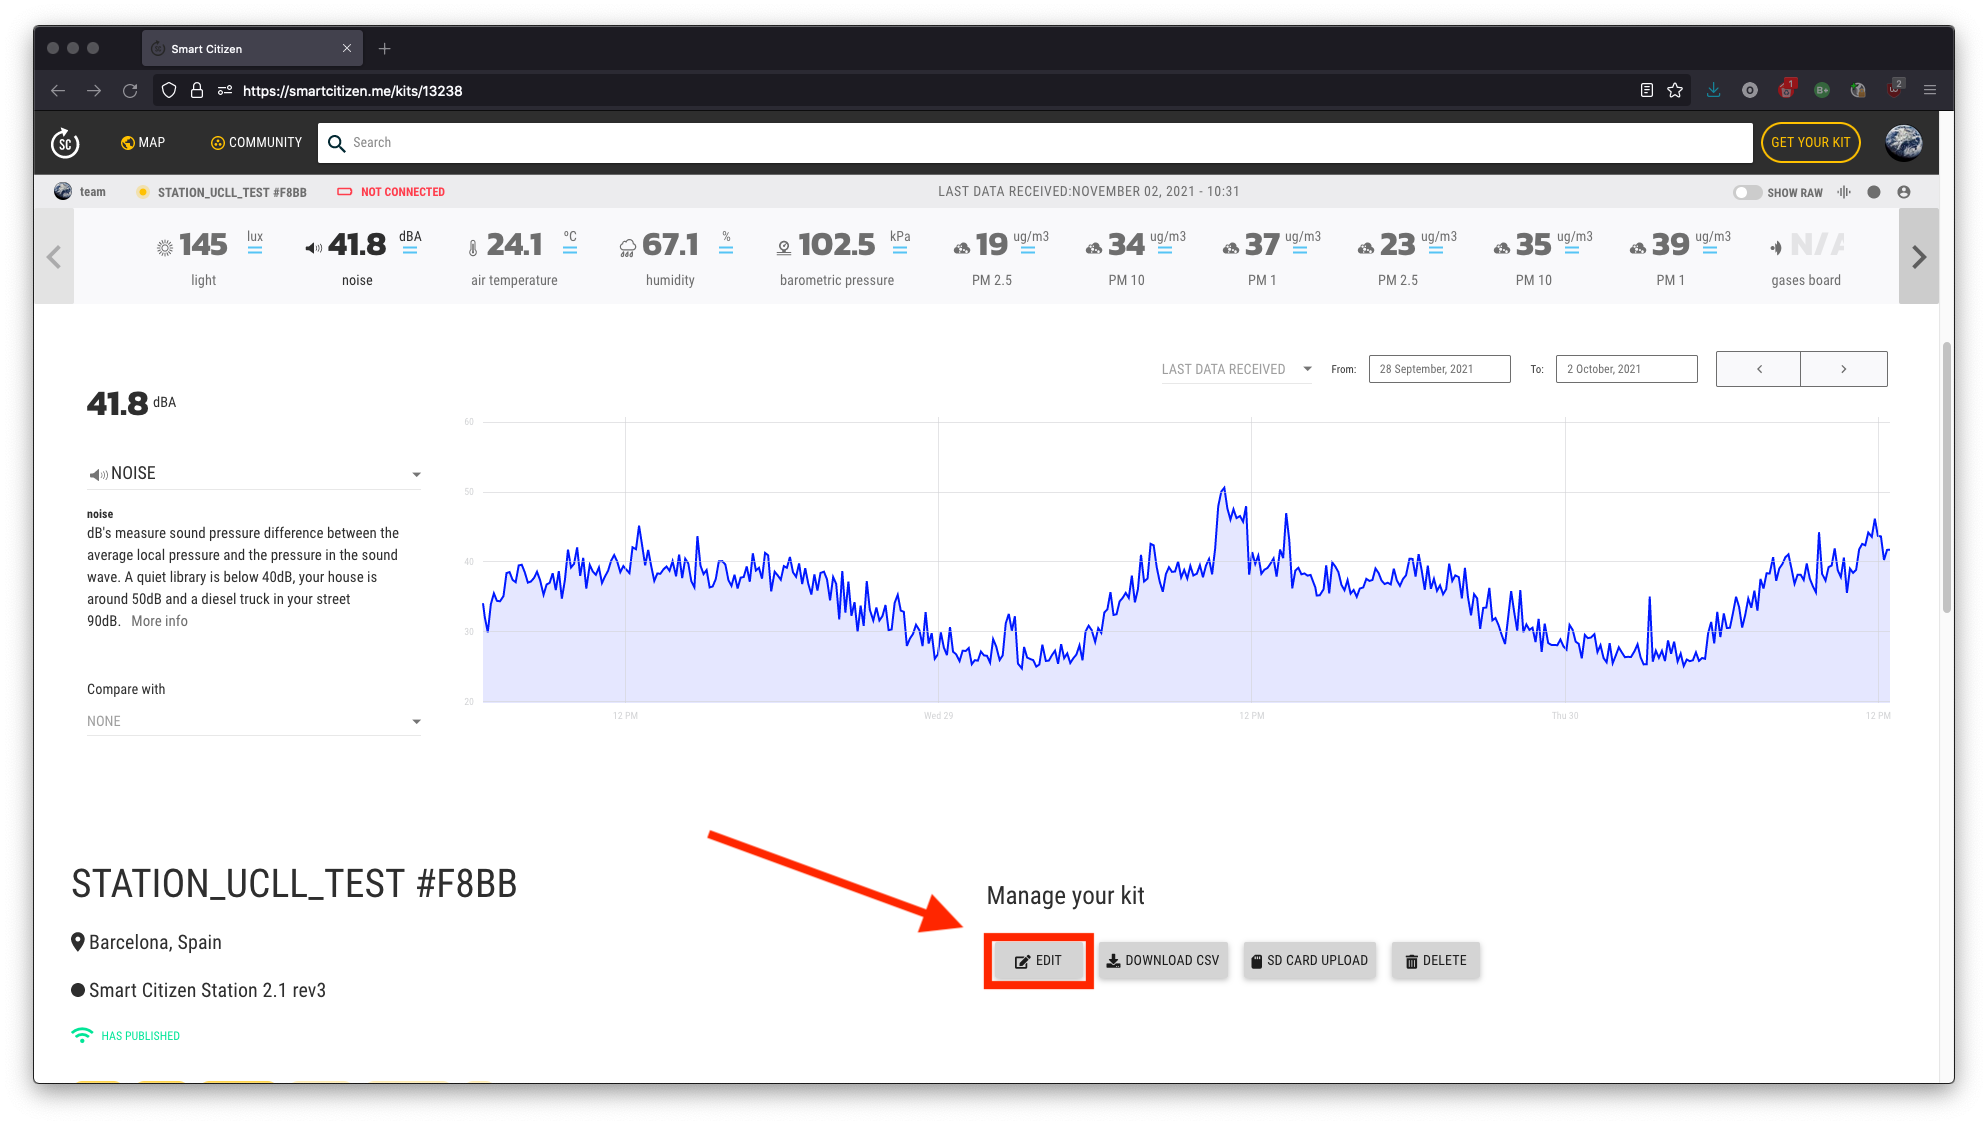 Smart Citizen
https://smartcitizen.me/kits/13238
1
B+
2
SC
MAP
COMMUNITY
Search
GET YOUR KIT
team
STATION_UCLL_TEST #F8BB
NOT CONNECTED
LAST DATA RECEIVED:NOVEMBER 02, 2021 - 10:31
SHOW RAW
145 lux
light
41.8 dBA
noise
24.1 ºC
air temperature
67.1 %
humidity
102.5 kPa
barometric pressure
19 ug/m3
PM 2.5
34 ug/m3
PM 10
37 ug/m3
PM 1
23 ug/m3
PM 2.5
35 ug/m3
PM 10
39 ug/m3
PM 1
N/A
gases board
LAST DATA RECEIVED
From:
28 September, 2021
To:
2 October, 2021
41.8 dBA
NOISE
noise
dB's measure sound pressure difference between the
average local pressure and the pressure in the sound
wave. A quiet library is below 40dB, your house is
around 50dB and a diesel truck in your street
90dB. More info
Compare with
NONE
60
50
40
30
20
12 PM
Wed 29
12 PM
Thu 30
12 PM
STATION_UCLL_TEST #F8BB
Barcelona, Spain
Smart Citizen Station 2.1 rev3
HAS PUBLISHED
Manage your kit
EDIT
DOWNLOAD CSV
SD CARD UPLOAD
DELETE